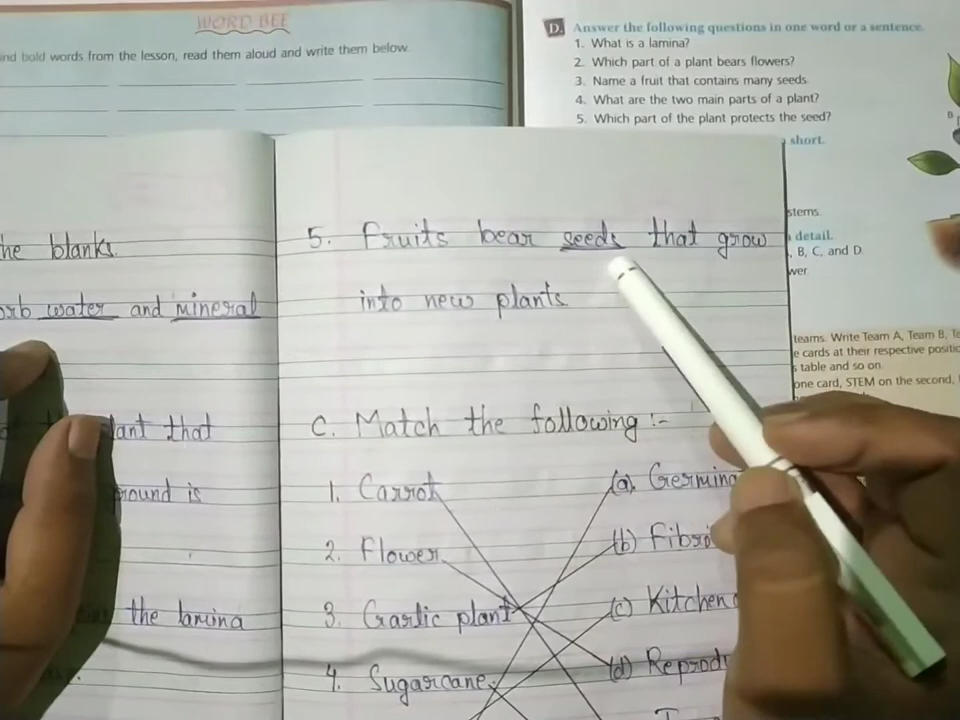 WORD BEE
ind bold words from the lesson, read them aloud and write them below.
D. Answer the following questions in one word or a sentence.
1. What is a lamina?
2. Which part of a plant bears flowers?
3. Name a fruit that contains many seeds.
4. What are the two main parts of a plant?
5. Which part of the plant protects the seed?
short.
stems.
detail.
, B, C, and D.
wer.
teams. Write Team A, Team B, Te
e cards at their respective positio
s table and so on.
one card, STEM on the second,
he blanks.
orb water and mineral
plant that
ground is
the lamina
5. Fruits bear seeds that grow
into new plants
C. Match the following :-
1. Carrot
(a) Germina
2. Flower
(b) Fibro
3. Garlic plant
(c) Kitchen
4. Sugarcane
(d) Reprodu